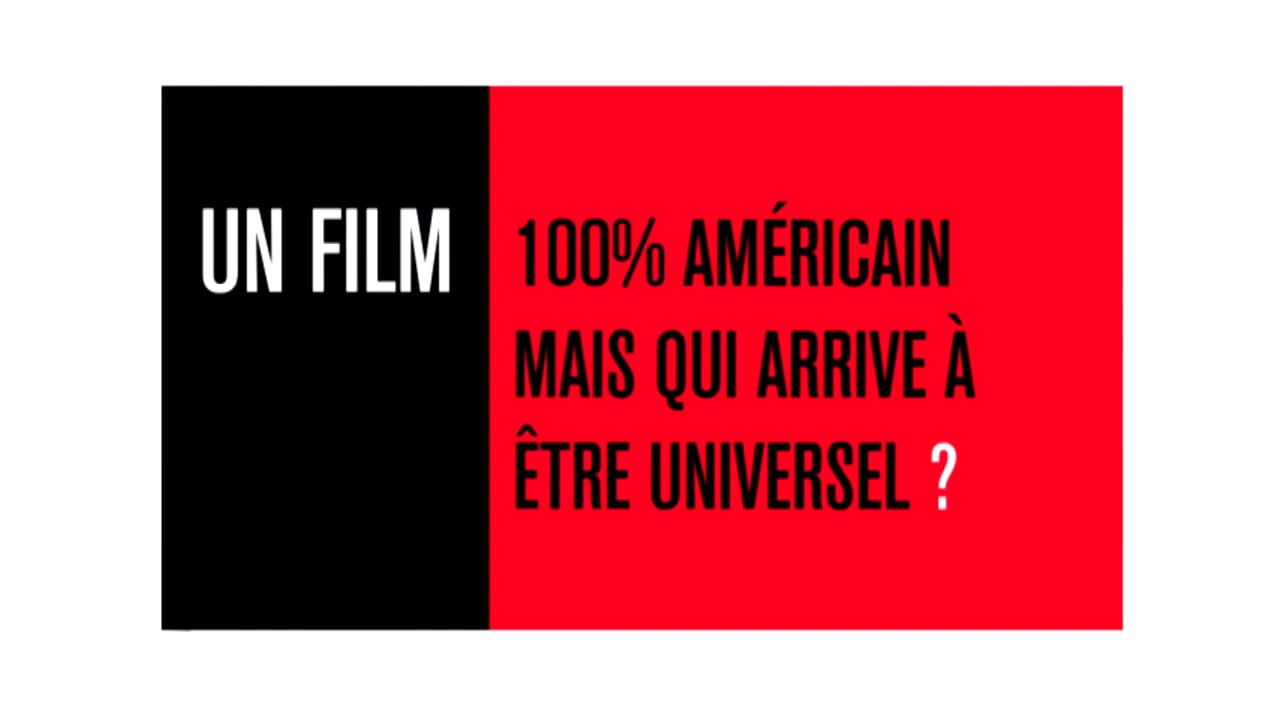 UN FILM
100% AMÉRICAIN
MAIS QUI ARRIVE À
ÊTRE UNIVERSEL ?